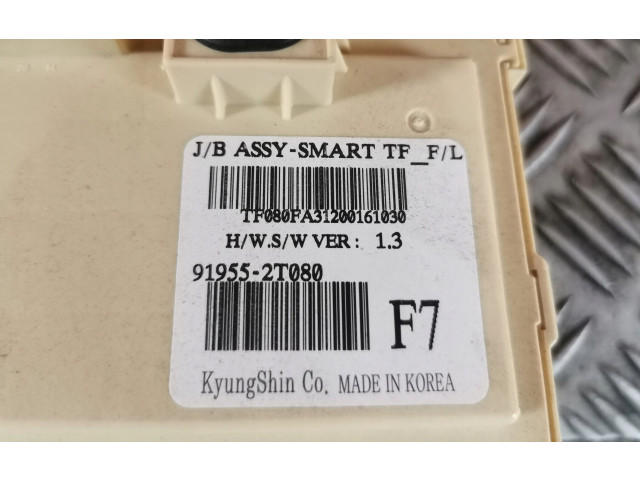 J/B ASSY-SMART TF_F/L
TF080FA31200161030
H/W.S/W VER: 1.3
91955-2T080
F7
KyungShin Co. MADE IN KOREA